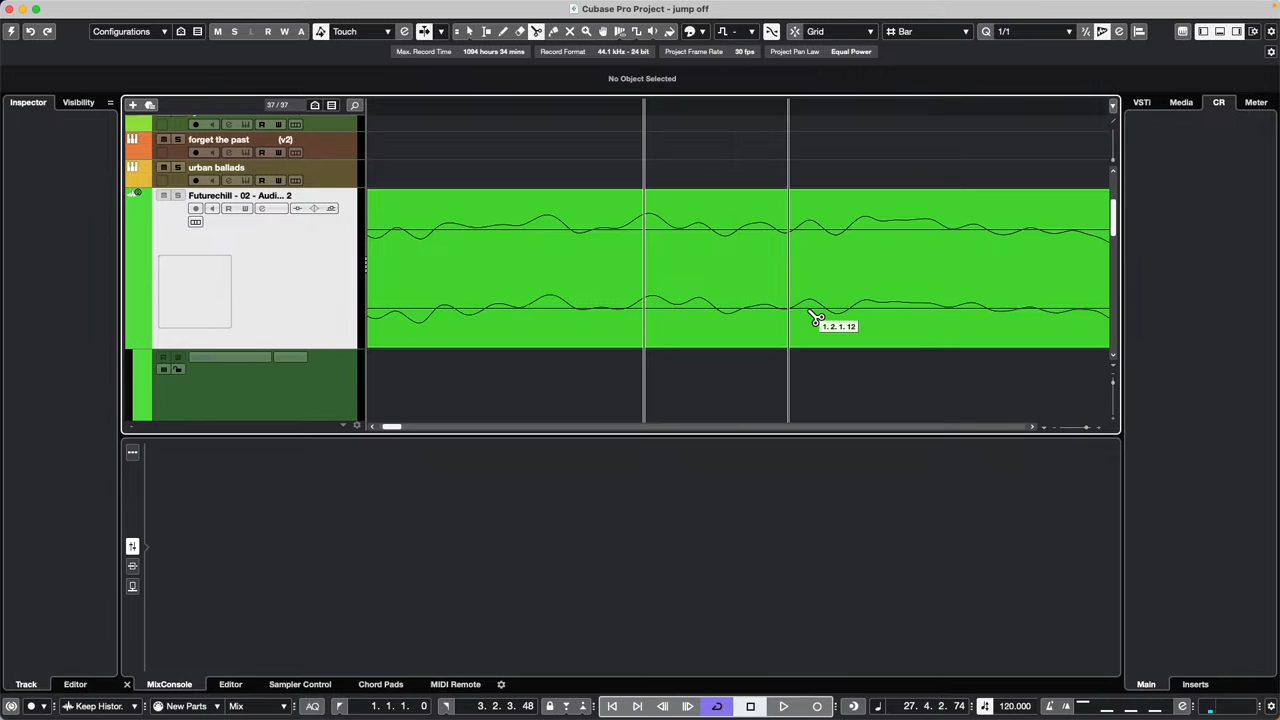 Cubase Pro Project - jump off
Configurations M S L R W A Touch Grid Bar Q 1/1
Max. Record Time 1094 hours 34 mins Record Format 44.1 kHz - 24 bit Project Frame Rate 30 fps Project Pan Law Equal Power
No Object Selected
Inspector Visibility 37 / 37 VSTi Media CR Meter
R W
M S forget the past (v2)
R W
M S urban ballads
R W
M S Futurechill - 02 - Audi... 2
R W
1. 2. 1. 12
R W
Track Editor MixConsole Editor Sampler Control Chord Pads MIDI Remote Main Inserts
Keep Histor. New Parts Mix AQ 1. 1. 1. 0 3. 2. 3. 48 27. 4. 2. 74 120.000